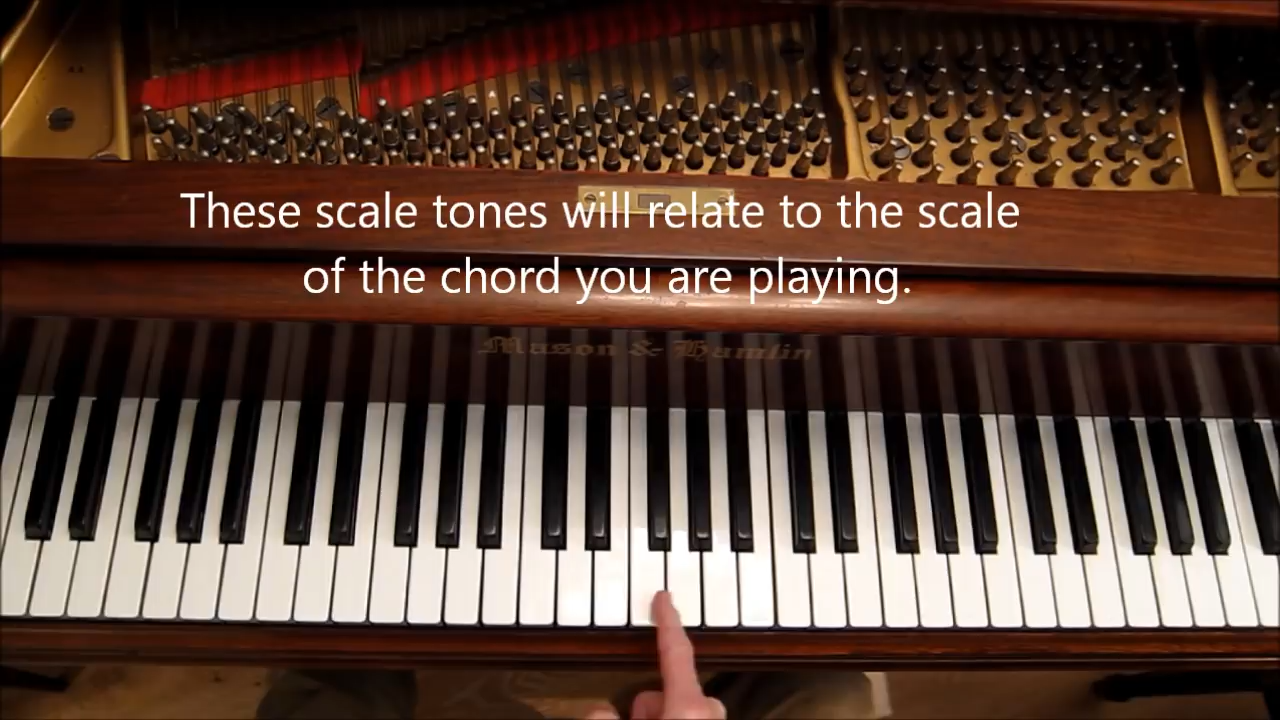 These scale tones will relate to the scale
of the chord you are playing.
Mason & Hamlin